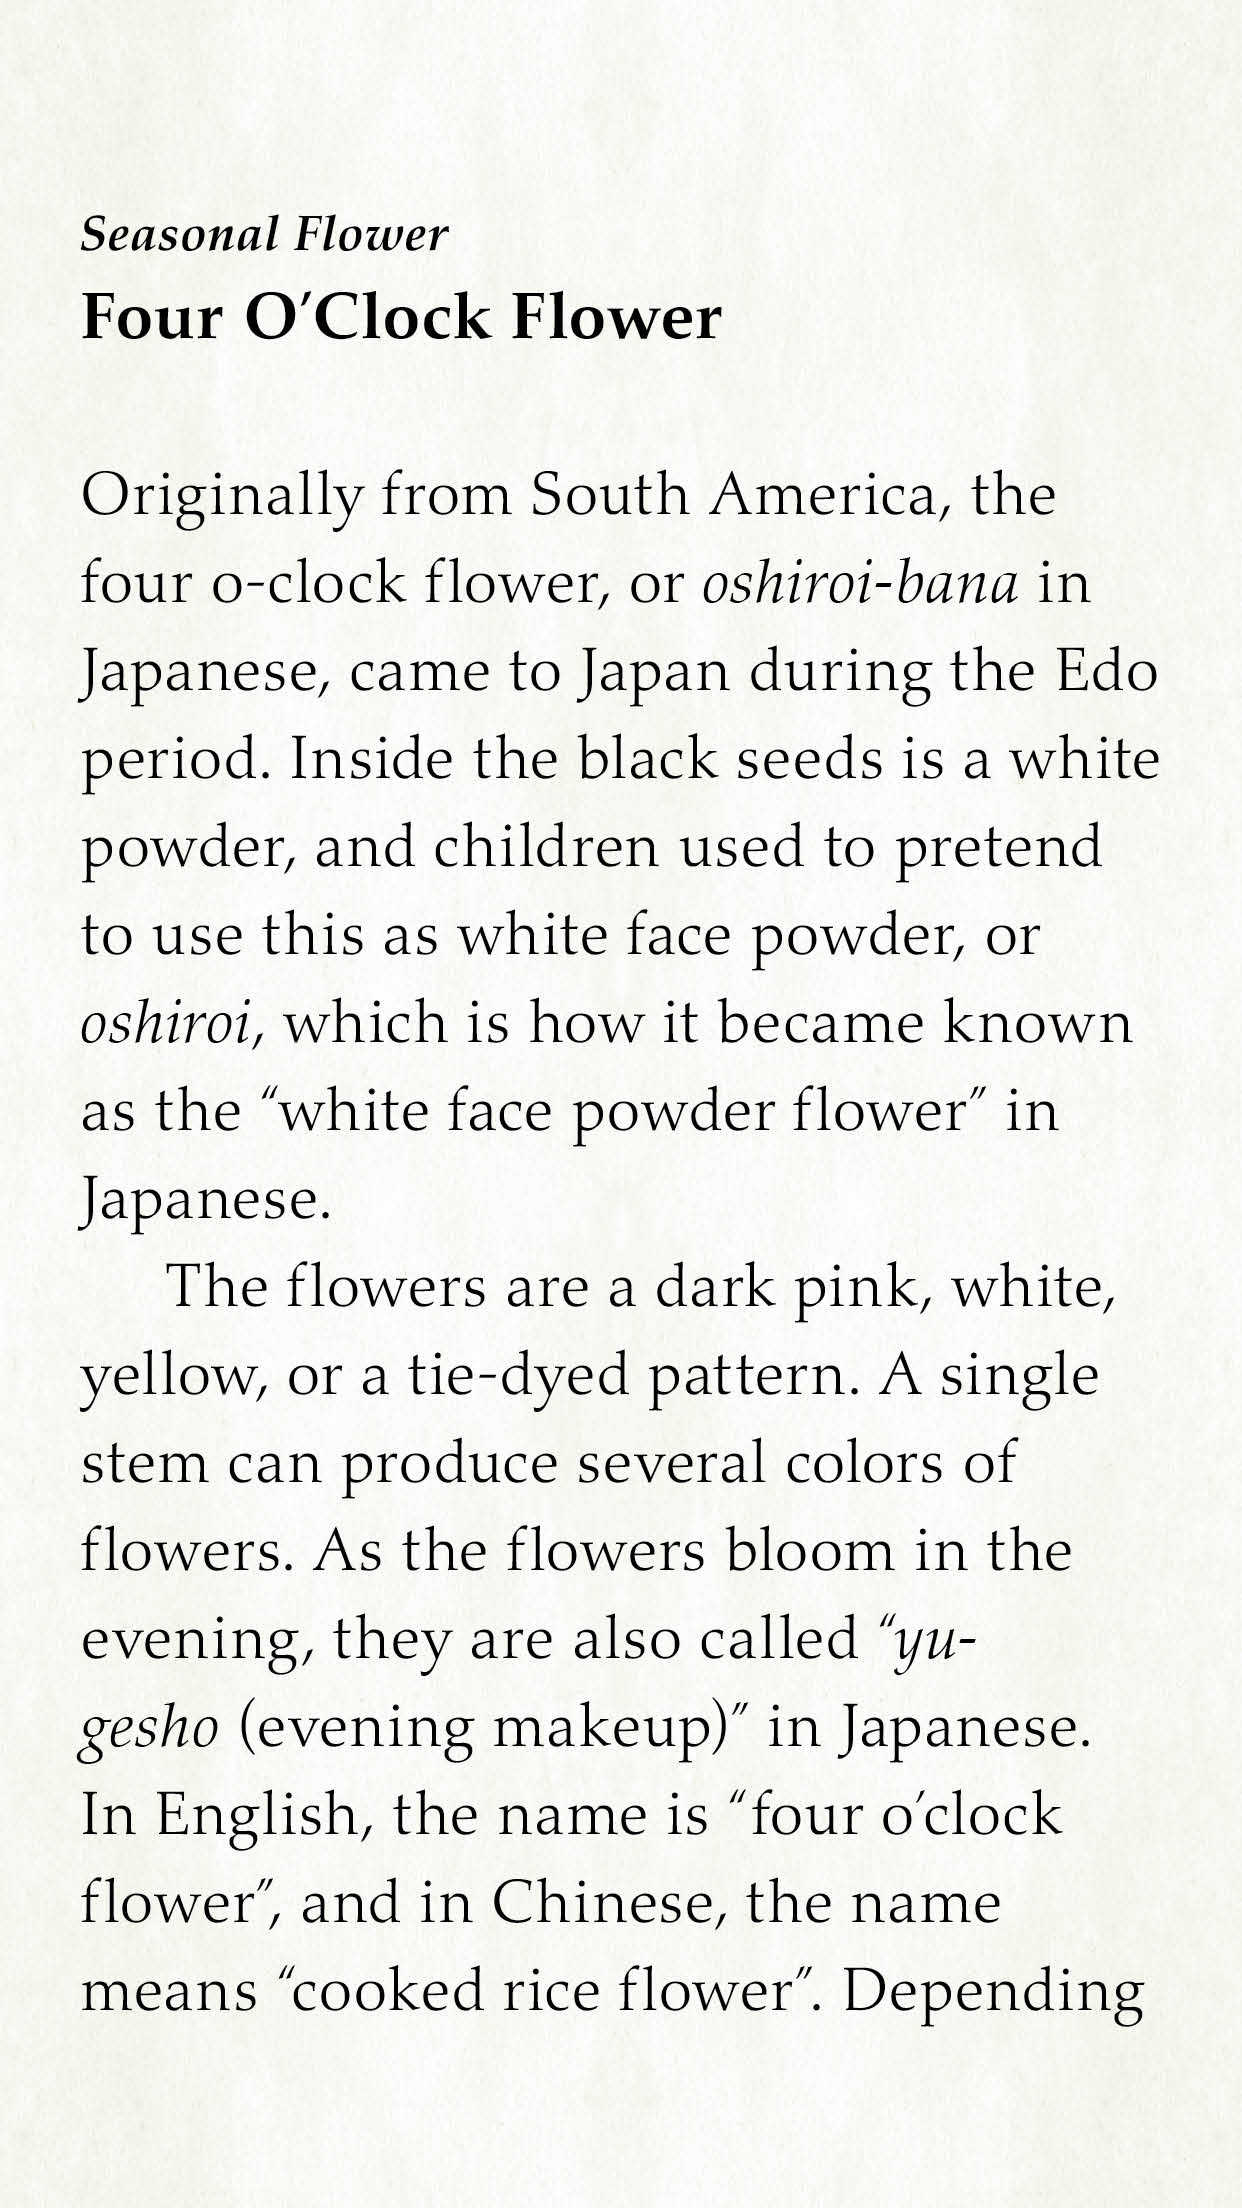 Seasonal Flower
Four O′Clock Flower
Originally from South America, the
four o-clock flower, or oshiroi-bana in
Japanese, came to Japan during the Edo
period. Inside the black seeds is a white
powder, and children used to pretend
to use this as white face powder, or
oshiroi, which is how it became known
as the “white face powder flower” in
Japanese.
The flowers are a dark pink, white,
yellow, or a tie-dyed pattern. A single
stem can produce several colors of
flowers. As the flowers bloom in the
evening, they are also called “yu-
gesho (evening makeup)” in Japanese.
In English, the name is “four o′clock
flower”, and in Chinese, the name
means “cooked rice flower”. Depending